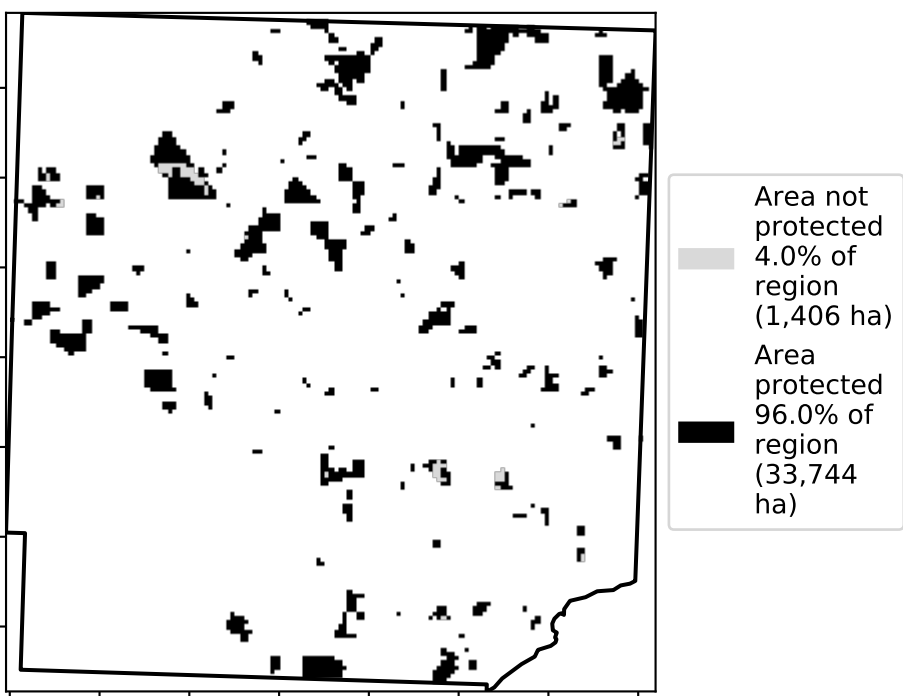 Area not
protected
4.0% of
region
(1,406 ha)
Area
protected
96.0% of
region
(33,744
ha)